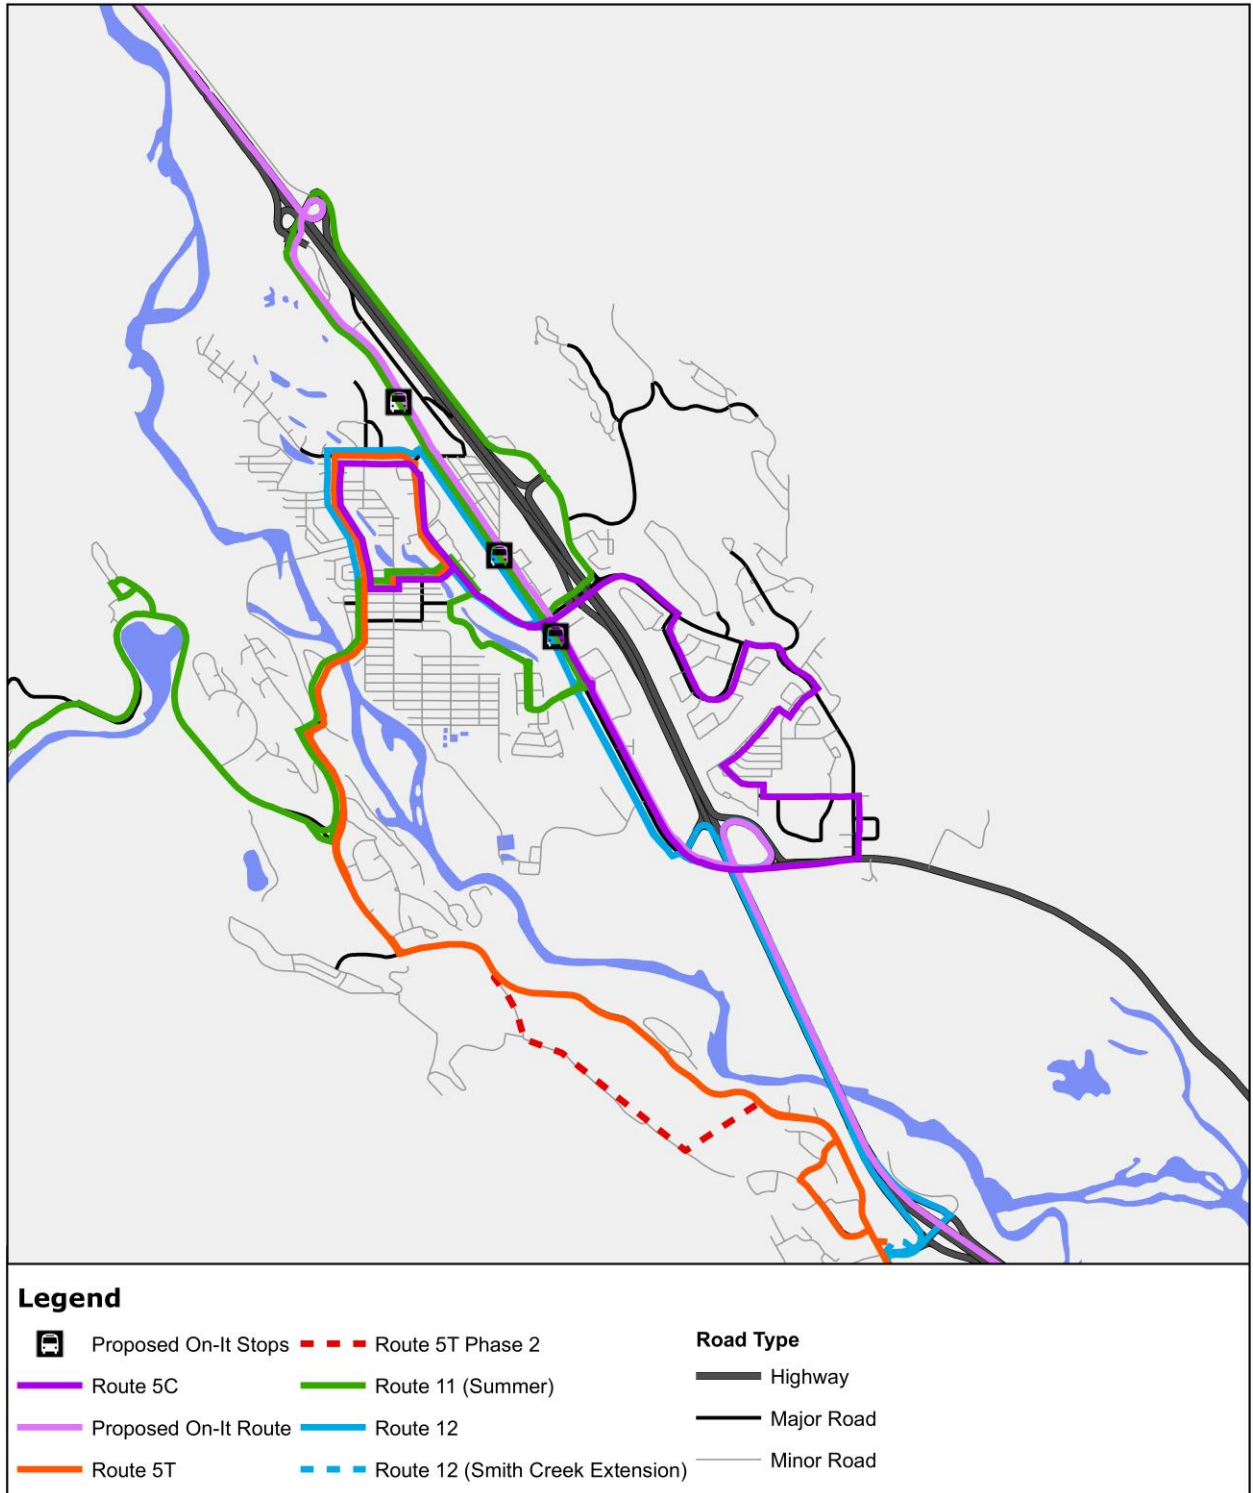 Legend
Proposed On-It Stops
Route 5C
Proposed On-It Route
Route 5T
Route 5T Phase 2
Route 11 (Summer)
Route 12
Route 12 (Smith Creek Extension)
Road Type
Highway
Major Road
Minor Road